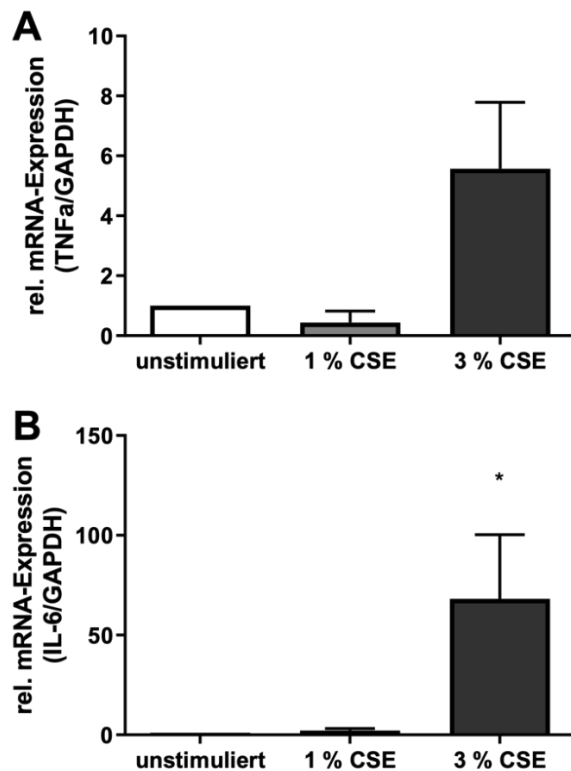 A
rel. mRNA-Expression
(TNFa/GAPDH)
10
8
6
4
2
0
unstimuliert 1 % CSE 3 % CSE
B
rel. mRNA-Expression
(IL-6/GAPDH)
150
100
50
0
*
unstimuliert 1 % CSE 3 % CSE